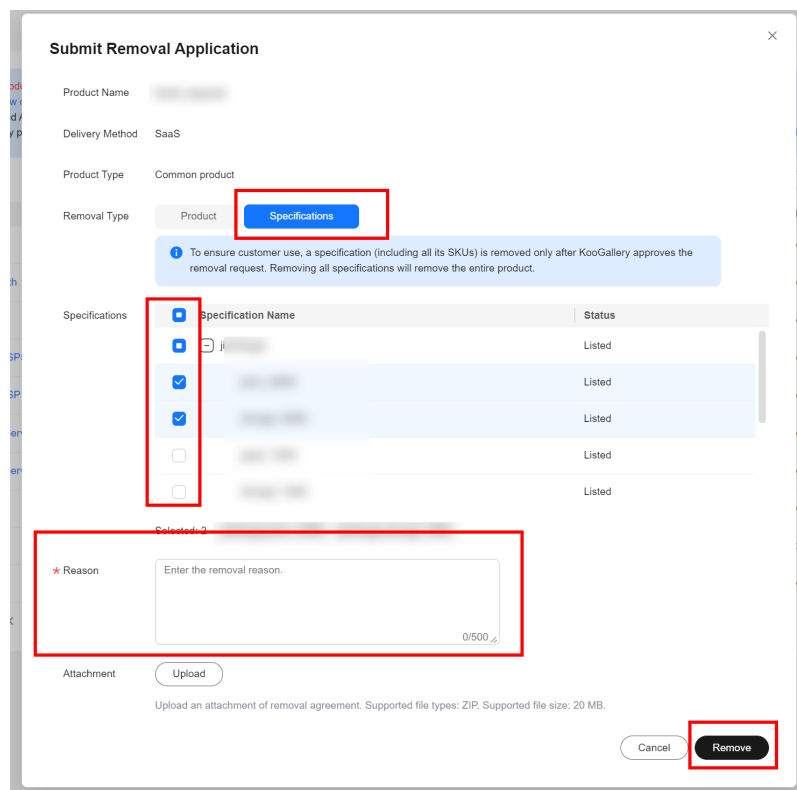 Submit Removal Application
Product Name
Delivery Method SaaS
Product Type Common product
Removal Type Product Specifications
To ensure customer use, a specification (including all its SKUs) is removed only after KooGallery approves the
removal request. Removing all specifications will remove the entire product.
Specifications Specification Name Status
Listed
Listed
Listed
Listed
Listed
Selected: 2
* Reason Enter the removal reason.
0/500
Attachment Upload
Upload an attachment of removal agreement. Supported file types: ZIP. Supported file size: 20 MB.
Cancel Remove